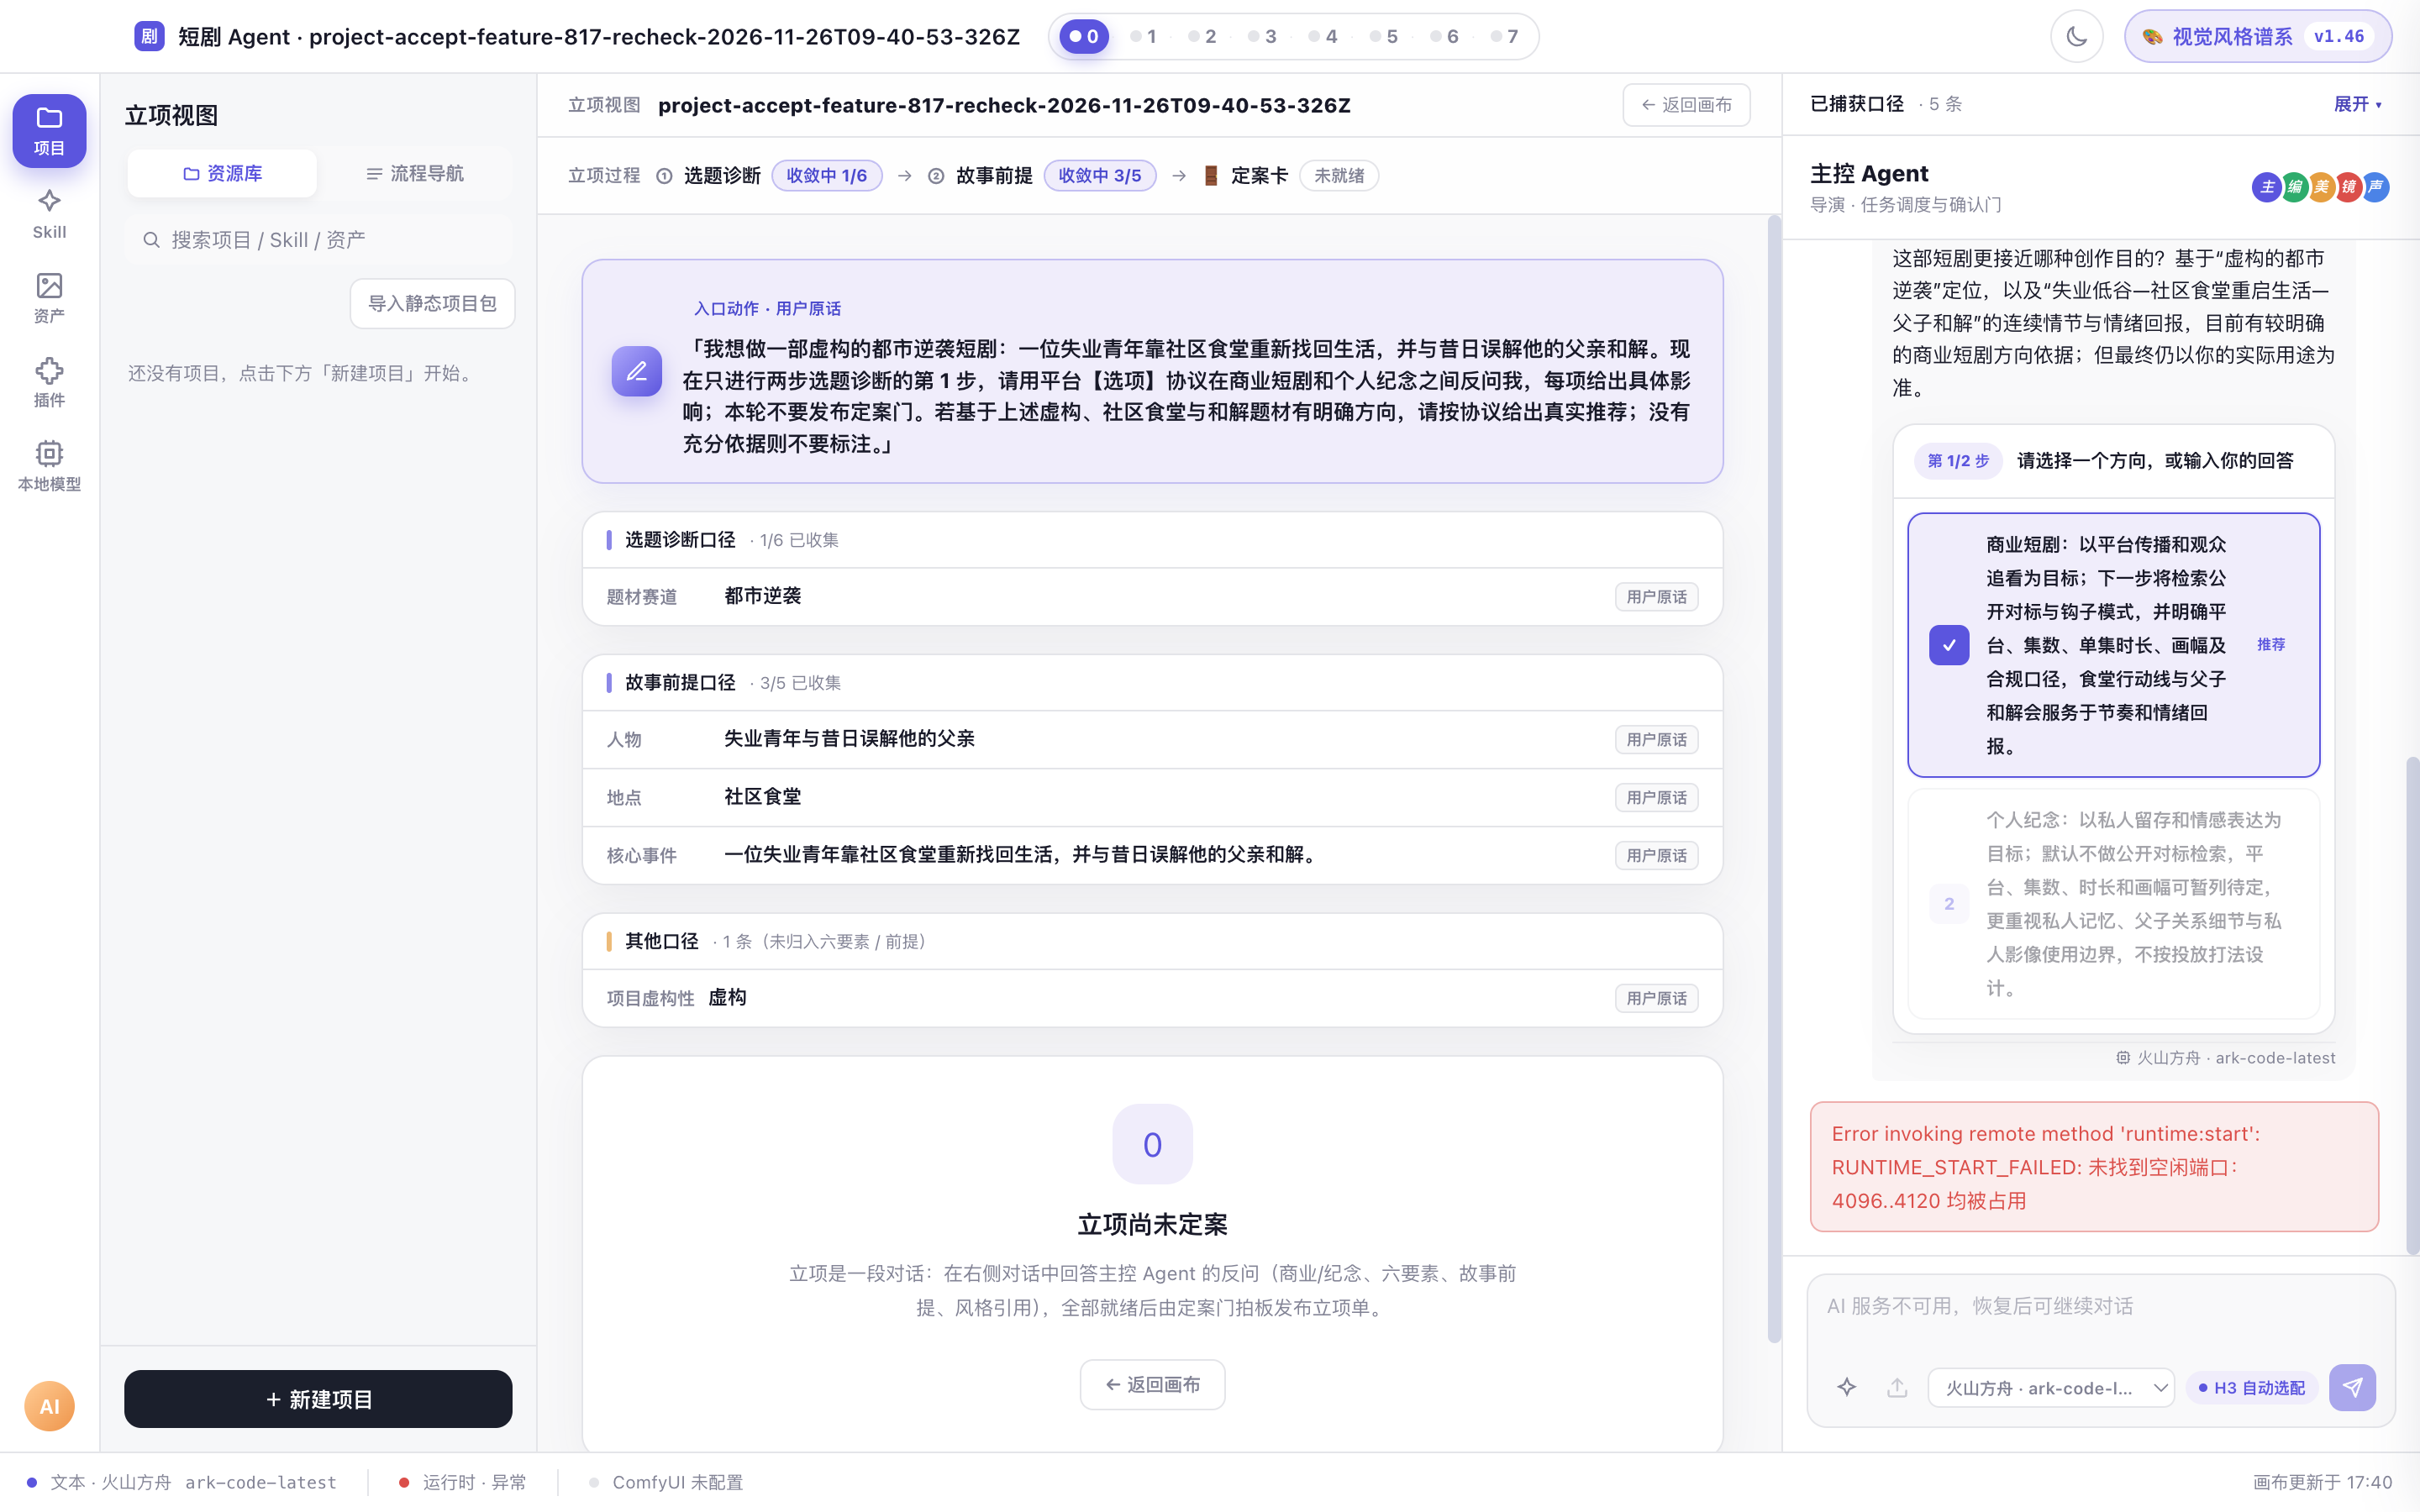 剧 短剧 Agent · project-accept-feature-817-recheck-2026-11-26T09-40-53-326Z
0 · 1 · 2 · 3 · 4 · 5 · 6 · 7
视觉风格谱系 v1.46
项目
Skill
资产
插件
本地模型
AI
立项视图
资源库
流程导航
搜索项目 / Skill / 资产
导入静态项目包
还没有项目，点击下方「新建项目」开始。
+ 新建项目
立项视图 project-accept-feature-817-recheck-2026-11-26T09-40-53-326Z
← 返回画布
立项过程 ① 选题诊断 收敛中 1/6 → ② 故事前提 收敛中 3/5 → 定案卡 未就绪
入口动作 · 用户原话
「我想做一部虚构的都市逆袭短剧：一位失业青年靠社区食堂重新找回生活，并与昔日误解他的父亲和解。现
在只进行两步选题诊断的第 1 步，请用平台【选项】协议在商业短剧和个人纪念之间反问我，每项给出具体影
响；本轮不要发布定案门。若基于上述虚构、社区食堂与和解题材有明确方向，请按协议给出真实推荐；没有
充分依据则不要标注。」
选题诊断口径 · 1/6 已收集
题材赛道 都市逆袭 用户原话
故事前提口径 · 3/5 已收集
人物 失业青年与昔日误解他的父亲 用户原话
地点 社区食堂 用户原话
核心事件 一位失业青年靠社区食堂重新找回生活，并与昔日误解他的父亲和解。 用户原话
其他口径 · 1 条（未归入六要素 / 前提）
项目虚构性 虚构 用户原话
0
立项尚未定案
立项是一段对话：在右侧对话中回答主控 Agent 的反问（商业/纪念、六要素、故事前
提、风格引用），全部就绪后由定案门拍板发布立项单。
← 返回画布
已捕获口径 · 5 条
展开 ▾
主控 Agent
导演 · 任务调度与确认门
主 编 美 镜 声
这部短剧更接近哪种创作目的？基于“虚构的都市
逆袭”定位，以及“失业低谷—社区食堂重启生活—
父子和解”的连续情节与情绪回报，目前有较明确
的商业短剧方向依据；但最终仍以你的实际用途为
准。
第 1/2 步 请选择一个方向，或输入你的回答
商业短剧：以平台传播和观众
追看为目标；下一步将检索公
开对标与钩子模式，并明确平
台、集数、单集时长、画幅及
合规口径，食堂行动线与父子
和解会服务于节奏和情绪回
报。
推荐
2
个人纪念：以私人留存和情感表达为
目标；默认不做公开对标检索，平
台、集数、时长和画幅可暂列待定，
更重视私人记忆、父子关系细节与私
人影像使用边界，不按投放打法设
计。
火山方舟 · ark-code-latest
Error invoking remote method 'runtime:start':
RUNTIME_START_FAILED: 未找到空闲端口：
4096..4120 均被占用
AI 服务不可用，恢复后可继续对话
火山方舟 · ark-code-l...
H3 自动选配
文本 · 火山方舟 ark-code-latest
运行时 · 异常
ComfyUI 未配置
画布更新于 17:40